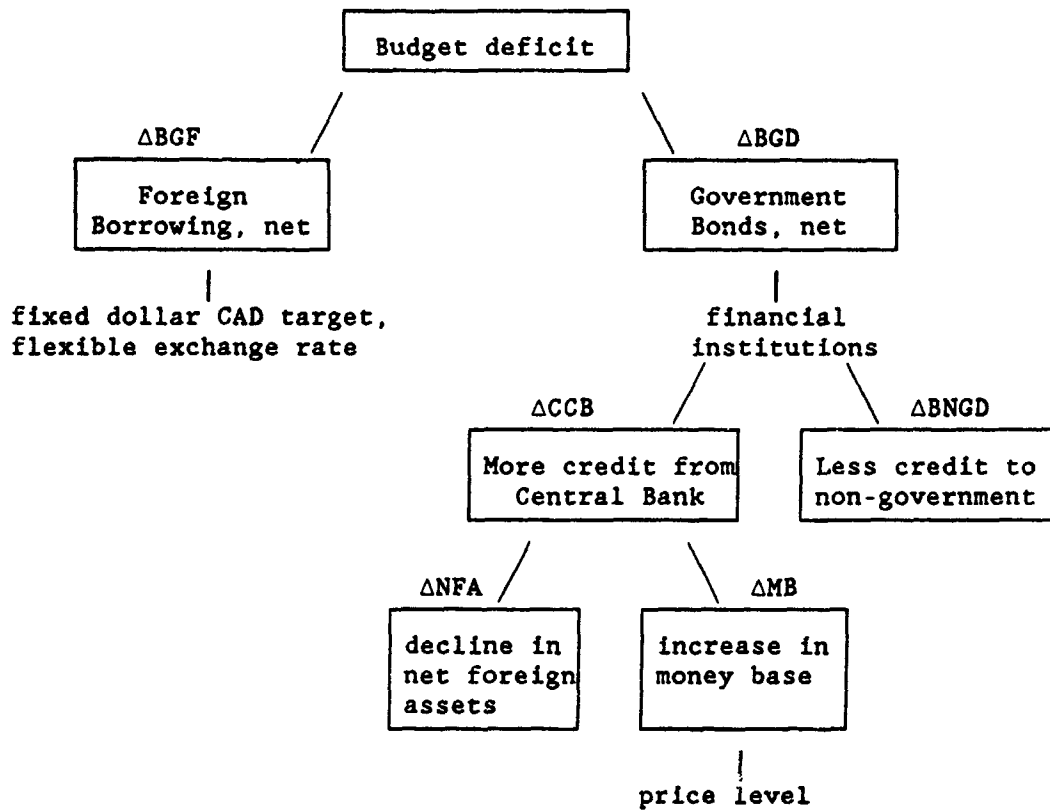 Budget deficit
ΔBGF
ΔBGD
Foreign
Borrowing, net
Government
Bonds, net
fixed dollar CAD target,
flexible exchange rate
financial
institutions
ΔCCB
ΔBNGD
More credit from
Central Bank
Less credit to
non-government
ΔNFA
ΔMB
decline in
net foreign
assets
increase in
money base
price level